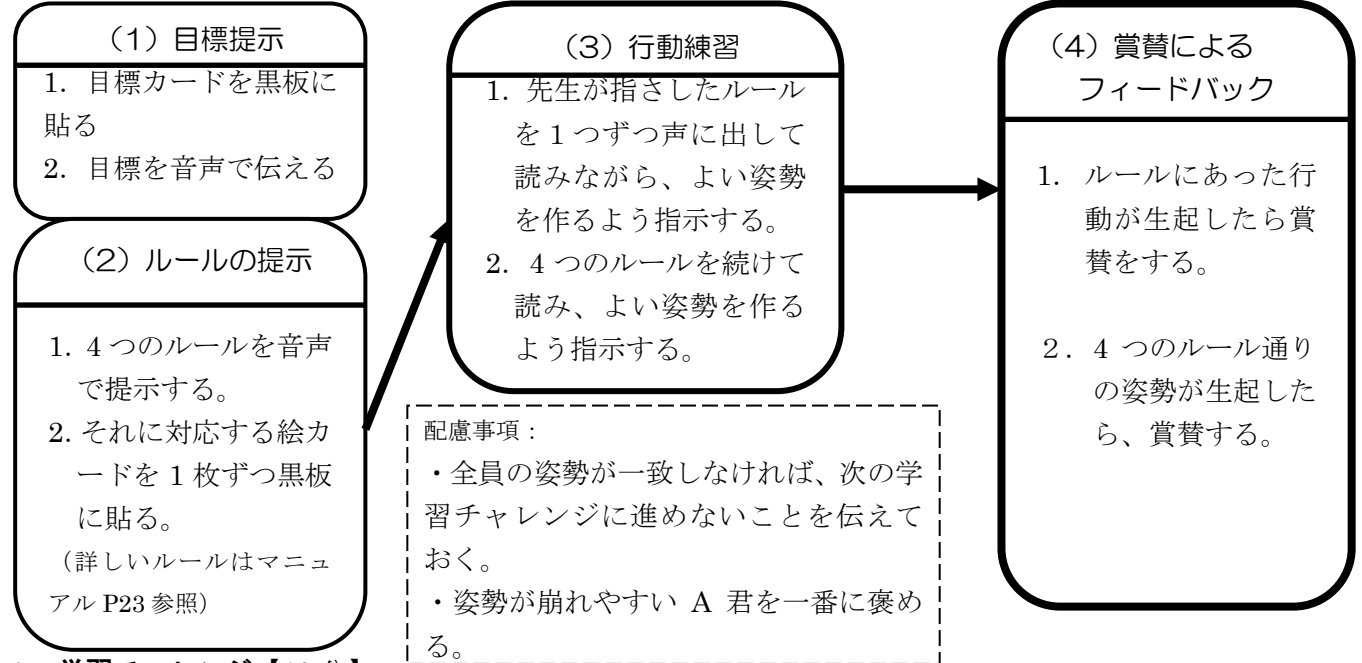 （1）目標提示
1. 目標カードを黒板に
貼る
2. 目標を音声で伝える
（2）ルールの提示
1. 4つのルールを音声
で提示する。
2. それに対応する絵カ
ードを1枚ずつ黒板
に貼る。
（詳しいルールはマニュ
アル P23 参照）
（3）行動練習
1. 先生が指さしたルール
を1つずつ声に出して
読みながら、よい姿勢
を作るよう指示する。
2. 4つのルールを続けて
読み、よい姿勢を作る
よう指示する。
配慮事項：
・全員の姿勢が一致しなければ、次の学
習チャレンジに進めないことを伝えて
おく。
・姿勢が崩れやすい A 君を一番に褒め
る。
（4）賞賛による
フィードバック
1. ルールにあった行
動が生起したら賞
賛をする。
２．4 つのルール通り
の姿勢が生起した
ら、賞賛する。